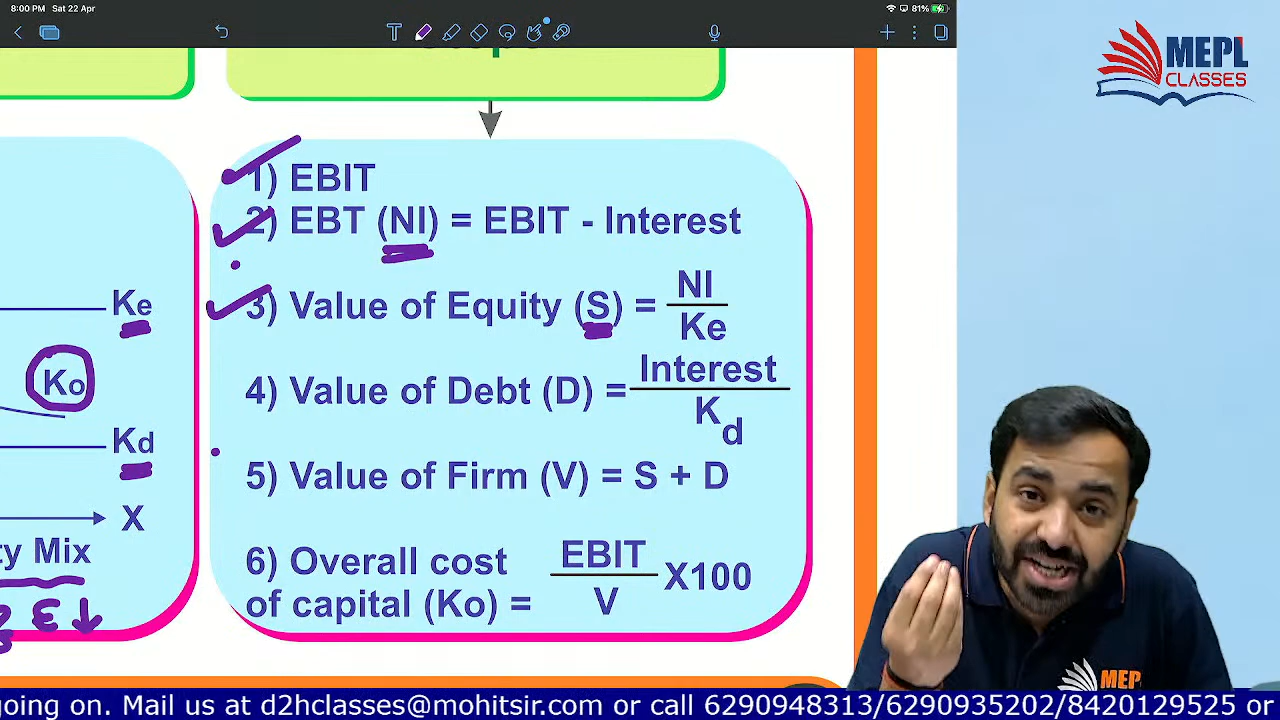 8:00 PM Sat 22 Apr
81%
MEPL
CLASSES
1) EBIT
2) EBT (NI) = EBIT - Interest
3) Value of Equity (S) = NI / Ke
4) Value of Debt (D) = Interest / Kd
5) Value of Firm (V) = S + D
6) Overall cost
of capital (Ko) = EBIT / V X100
Ke
Ko
Kd
X
ty Mix
E ↓
MEPL
going on. Mail us at d2hclasses@mohitsir.com or call 6290948313/6290935202/8420129525 or